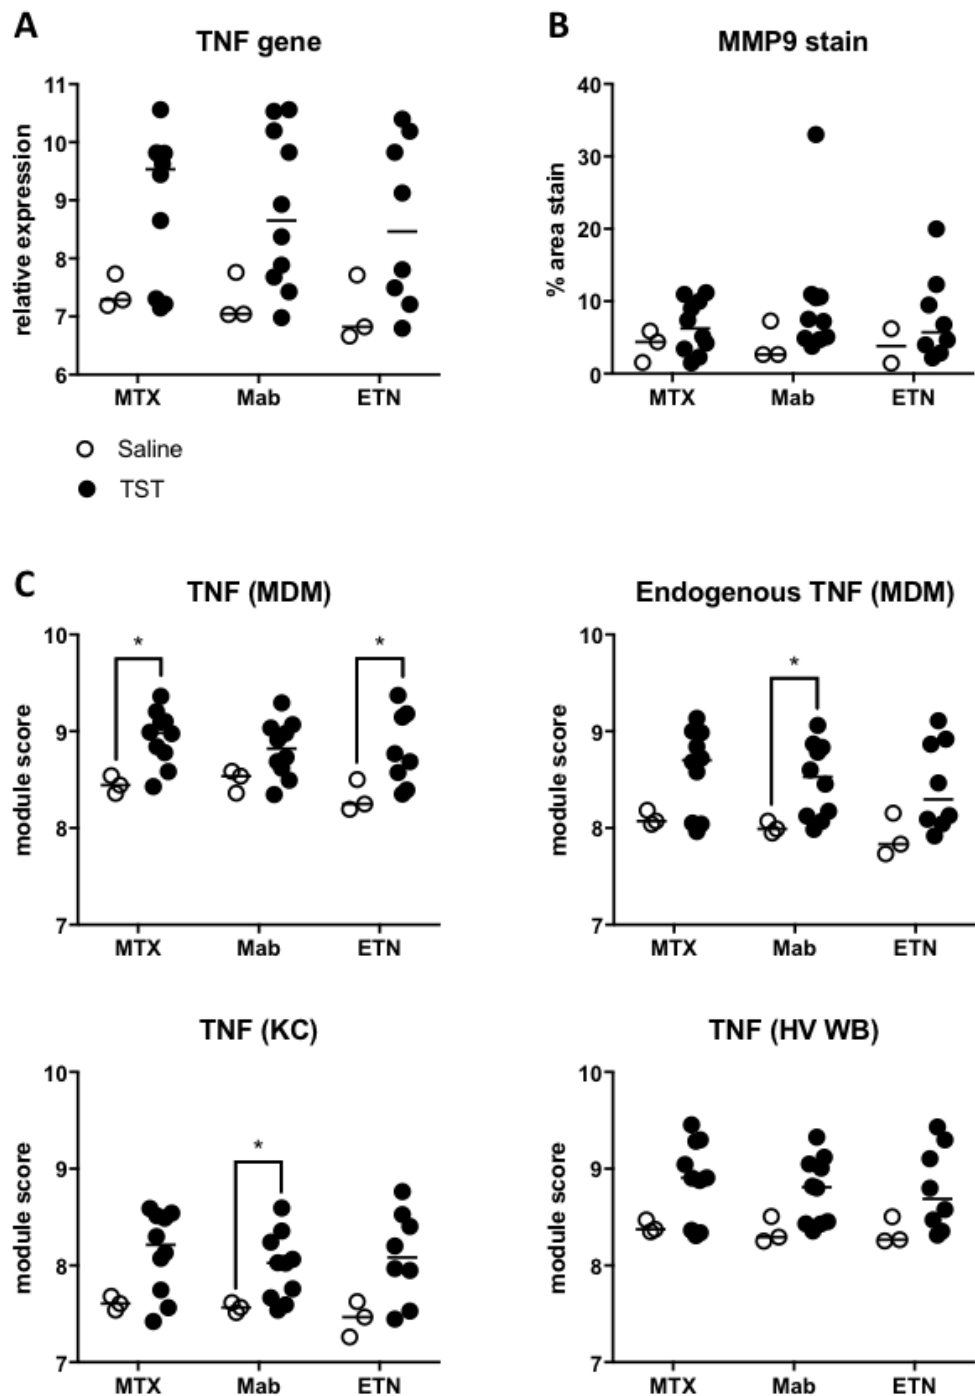 A
TNF gene
relative expression
11
10
9
8
7
6
MTX Mab ETN
Saline
TST
B
MMP9 stain
% area stain
40
30
20
10
0
MTX Mab ETN
C
TNF (MDM)
module score
10
9
8
7
* *
MTX Mab ETN
Endogenous TNF (MDM)
module score
10
9
8
7
*
MTX Mab ETN
TNF (KC)
module score
10
9
8
7
*
MTX Mab ETN
TNF (HV WB)
module score
10
9
8
7
MTX Mab ETN